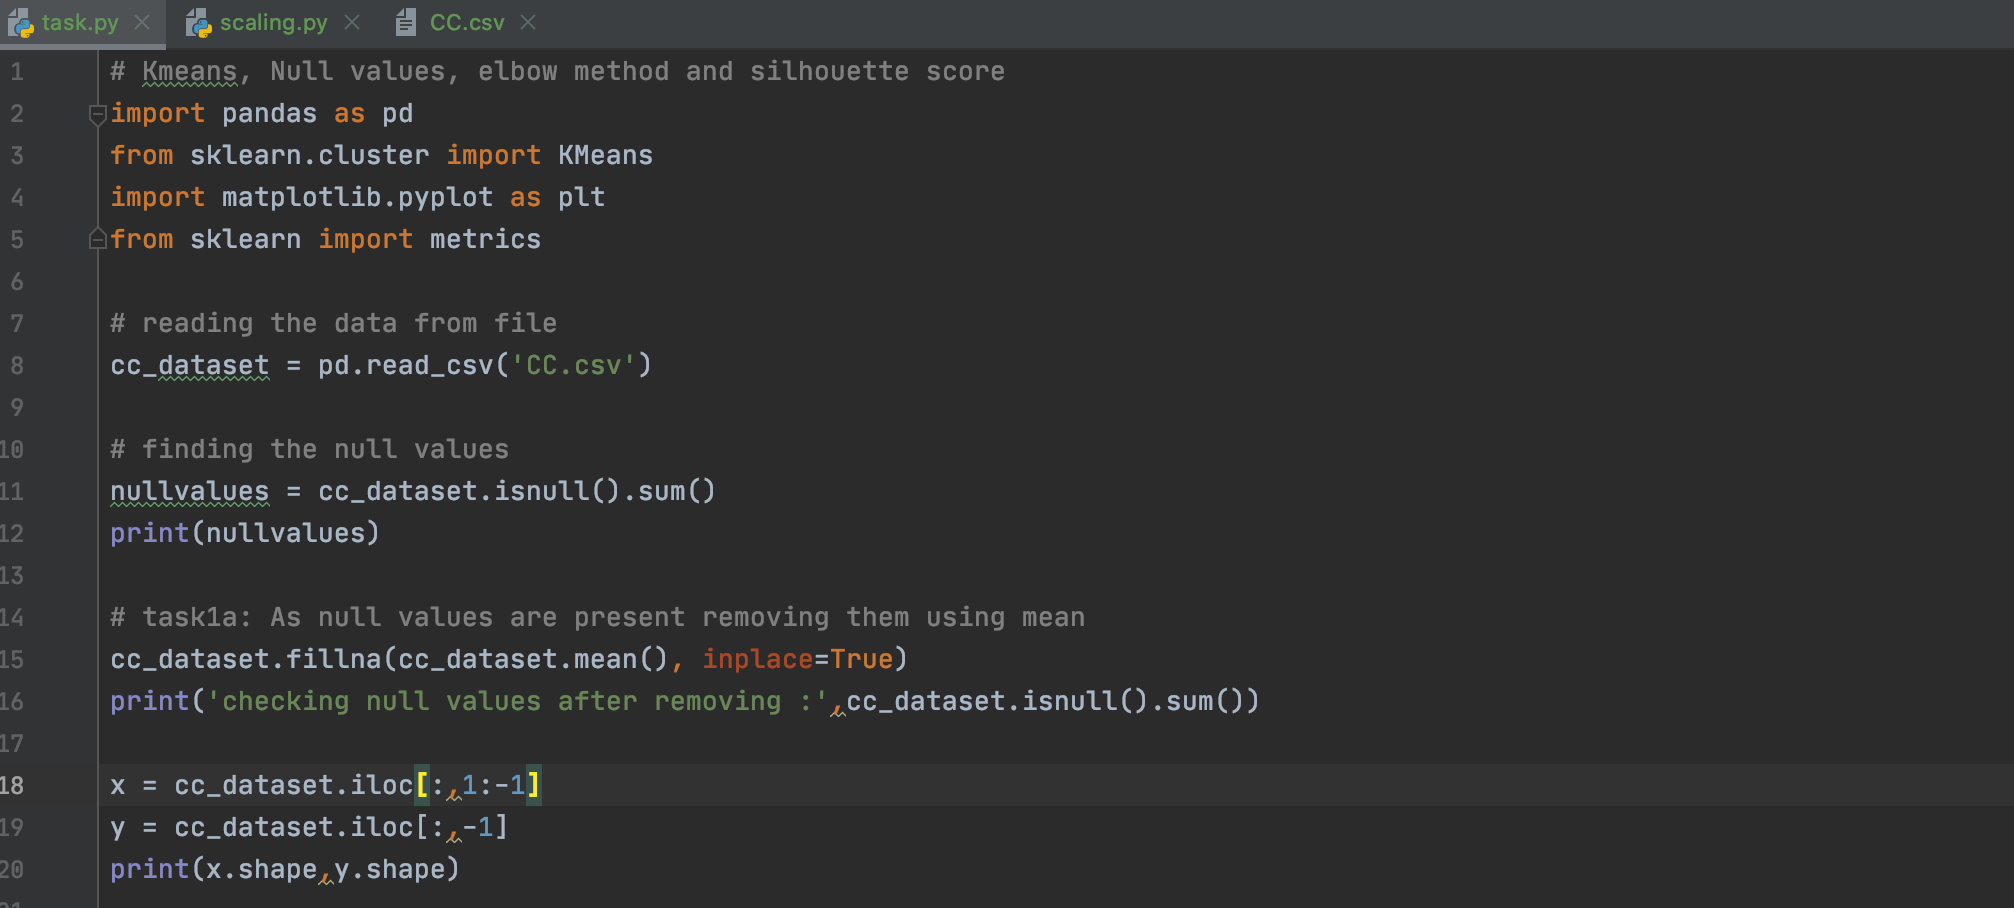 task.py scaling.py CC.csv
1 # Kmeans, Null values, elbow method and silhouette score
2 import pandas as pd
3 from sklearn.cluster import KMeans
4 import matplotlib.pyplot as plt
5 from sklearn import metrics
6
7 # reading the data from file
8 cc_dataset = pd.read_csv('CC.csv')
9
10 # finding the null values
11 nullvalues = cc_dataset.isnull().sum()
12 print(nullvalues)
13
14 # task1a: As null values are present removing them using mean
15 cc_dataset.fillna(cc_dataset.mean(), inplace=True)
16 print('checking null values after removing :',cc_dataset.isnull().sum())
17
18 x = cc_dataset.iloc[:,1:-1]
19 y = cc_dataset.iloc[:,-1]
20 print(x.shape,y.shape)